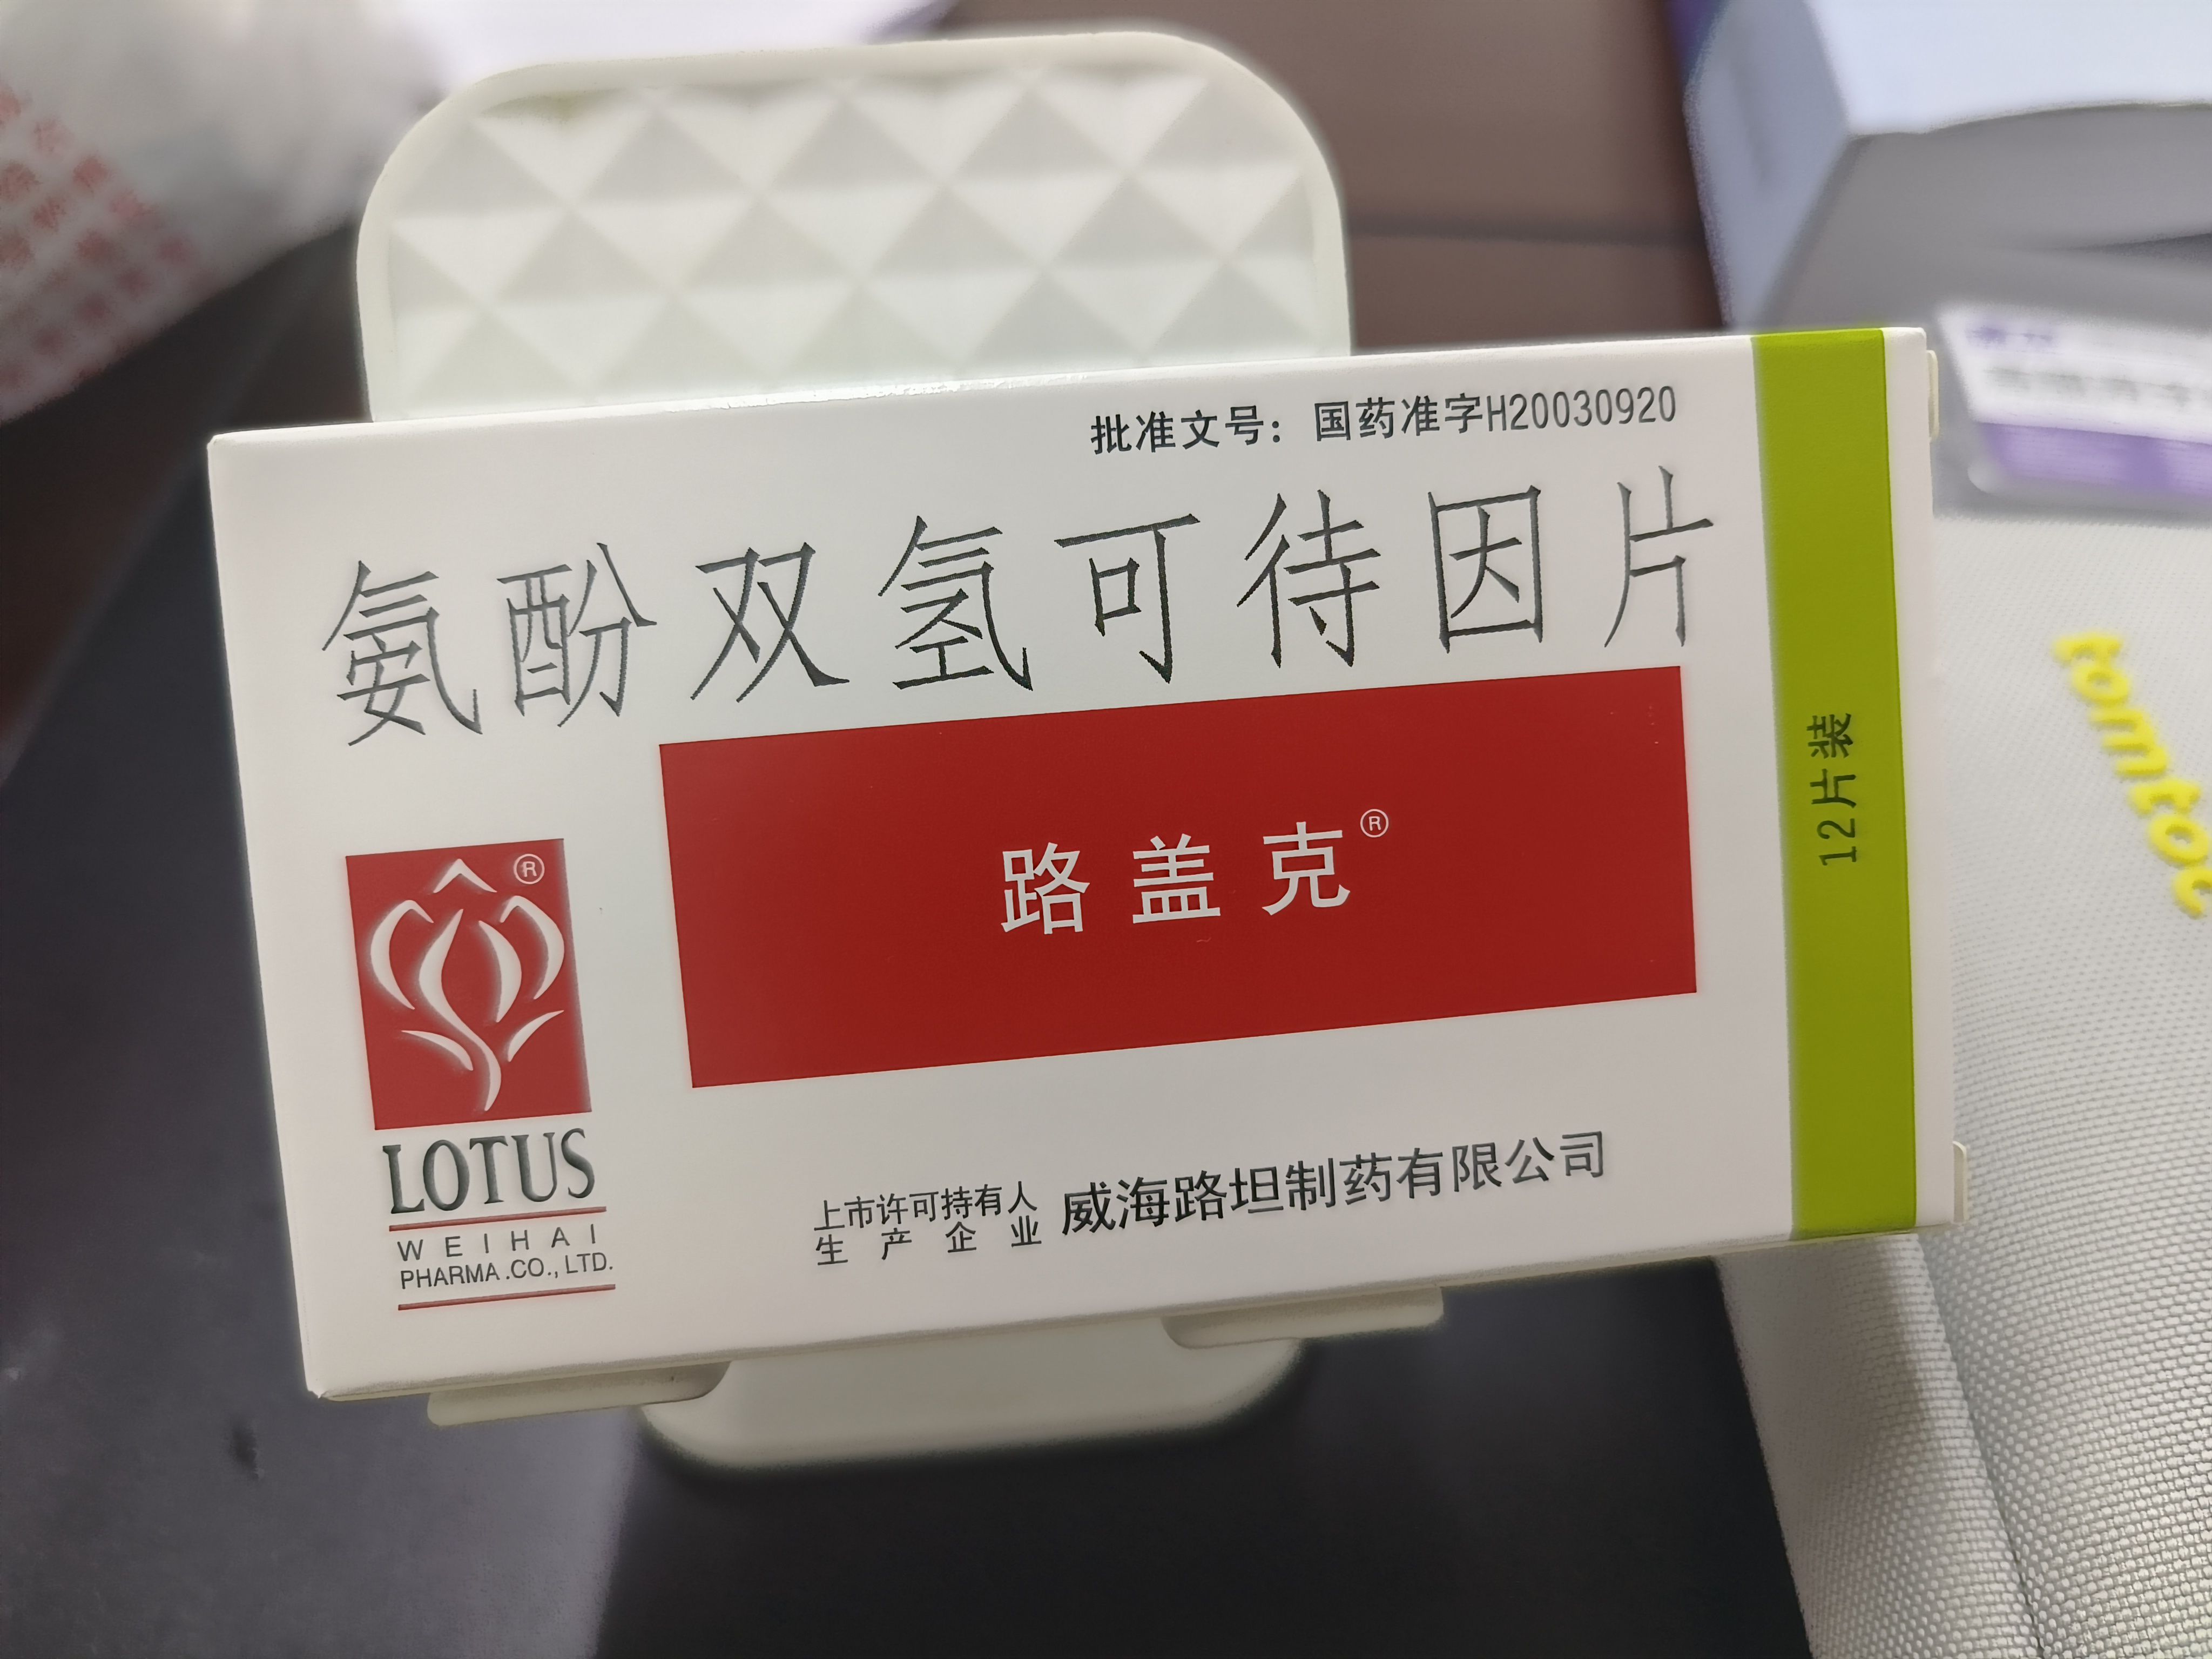 批准文号：国药准字H20030920
氨酚双氢可待因片
路盖克®
12片装
®
LOTUS
WEIHAI
PHARMA.CO.,LTD.
上市许可持有人
生产企业
威海路坦制药有限公司
tomtoc